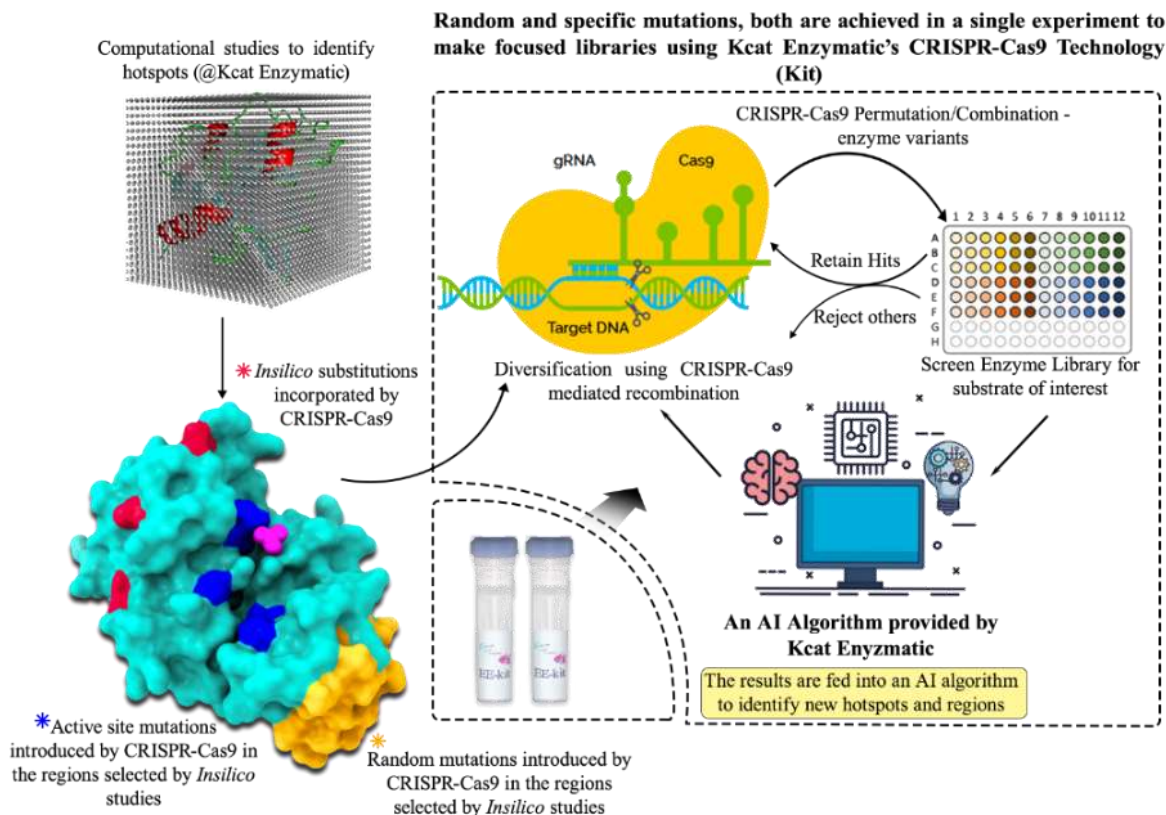 Random and specific mutations, both are achieved in a single experiment to
make focused libraries using Kcat Enzymatic's CRISPR-Cas9 Technology
(Kit)
Computational studies to identify
hotspots (@Kcat Enzymatic)
CRISPR-Cas9 Permutation/Combination -
enzyme variants
gRNA
Cas9
Target DNA
1 2 3 4 5 6 7 8 9 10 11 12
A
B
C
D
E
F
G
H
Retain Hits
Reject others
Diversification using CRISPR-Cas9
mediated recombination
Screen Enzyme Library for
substrate of interest
*Insilico substitutions
incorporated by
CRISPR-Cas9
EE-kit
EE-kit
An AI Algorithm provided by
Kcat Enyzmatic
The results are fed into an AI algorithm
to identify new hotspots and regions
*Active site mutations
introduced by CRISPR-Cas9 in
the regions selected by Insilico
studies
*
Random mutations introduced by
CRISPR-Cas9 in the regions
selected by Insilico studies